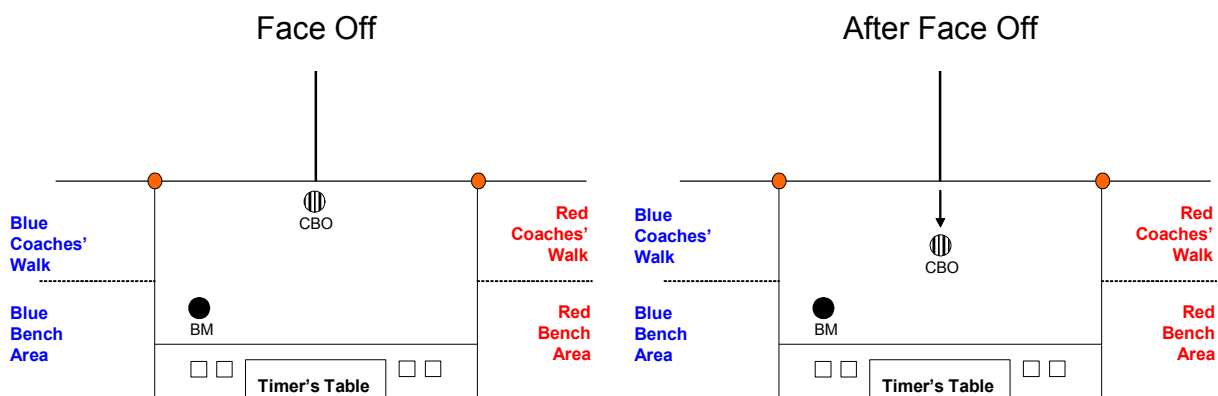 Face Off
After Face Off
CBO
Blue
Coaches’
Walk
Red
Coaches’
Walk
Blue
Bench
Area
BM
Red
Bench
Area
Timer’s Table
Blue
Coaches’
Walk
CBO
Red
Coaches’
Walk
Blue
Bench
Area
BM
Red
Bench
Area
Timer’s Table